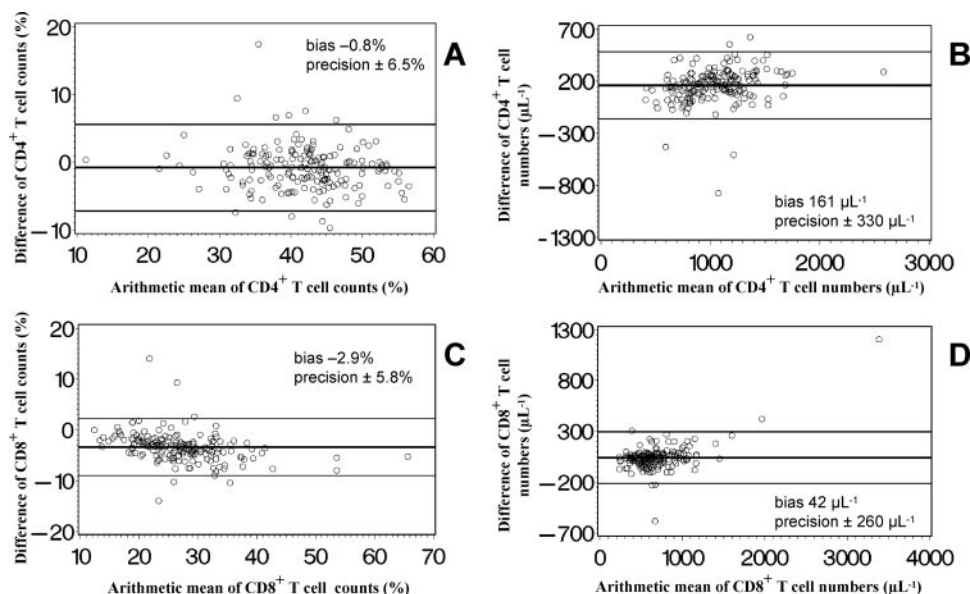 Difference of CD4⁺ T cell counts (%)
20
10
0
−10
bias −0.8%
precision ± 6.5%
A
10 20 30 40 50 60
Arithmetic mean of CD4⁺ T cell counts (%)
Difference of CD4⁺ T cell
numbers (µL⁻¹)
700
200
−300
−800
−1300
B
bias 161 µL⁻¹
precision ± 330 µL⁻¹
0 1000 2000 3000
Arithmetic mean of CD4⁺ T cell numbers (µL⁻¹)
Difference of CD8⁺ T cell counts (%)
20
10
0
−10
−20
bias −2.9%
precision ± 5.8%
C
10 20 30 40 50 60 70
Arithmetic mean of CD8⁺ T cell counts (%)
Difference of CD8⁺ T cell
numbers (µL⁻¹)
1300
800
300
−200
−700
D
bias 42 µL⁻¹
precision ± 260 µL⁻¹
0 1000 2000 3000 4000
Arithmetic mean of CD8⁺ T cell numbers (µL⁻¹)